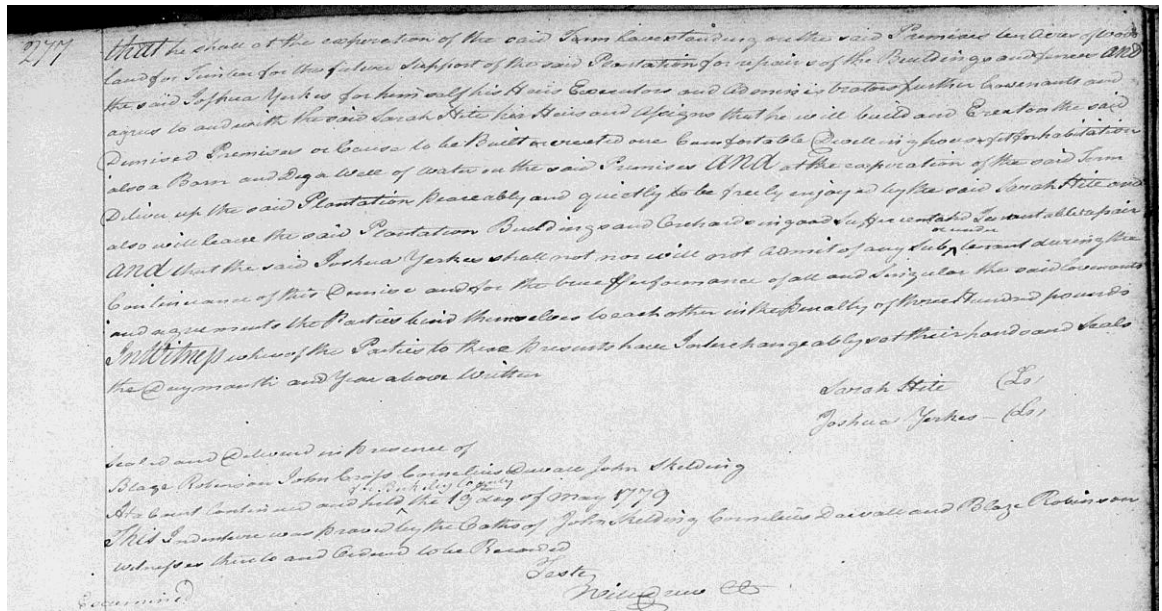 277
that he shall at the experation of the said Term have standing on the said Premises ten Acres of wood
land for Timber for the future Support of the said Plantation for repairs of the Buildings and fences and
the said Joshua Yerkes for himself his Heirs Executors and Administrators further Covenants and
agrees to and with the said Sarah Hite her Heirs and Assigns that he will build and Erect on the said
Demised Premises or Cause to be Built or erected one Comfortable Dwelling house fit for habitation
also a Barn and Dig a Well of water on the said Premises AND at the experation of the said Term
Deliver up the said Plantation Peaceably and quietly to be freely enjoyed by the said Sarah Hite and
also will leave the said Plantation Buildings and Orchards in good Sufficient and Tenantable repair
AND that the said Joshua Yerkes shall not nor will not Admit of any Sub or under tenant during the
Continuance of this Demise and for the true Performance of all and Singular the said Covenants
and agreements the Parties bind themselves to each other in the Penalty of three Hundred pounds
In Witness whereof the Parties to these presents have Interchangeably set their hands and Seals
the Day month and Year above Written
Sarah Hite (Ls)
Joshua Yerkes (Ls)
Sealed and Delivered in presence of
Blaze Robinson John Cross Cornelius Davall John Skelding
At a Court Continued and held for Berkeley County the 19 day of May 1779
This Indenture was proved by the Oaths of John Skelding Cornelius Davall and Blaze Robinson
witnesses thereto and Ordered to be Recorded
Teste
Will Drew Ct
Examined